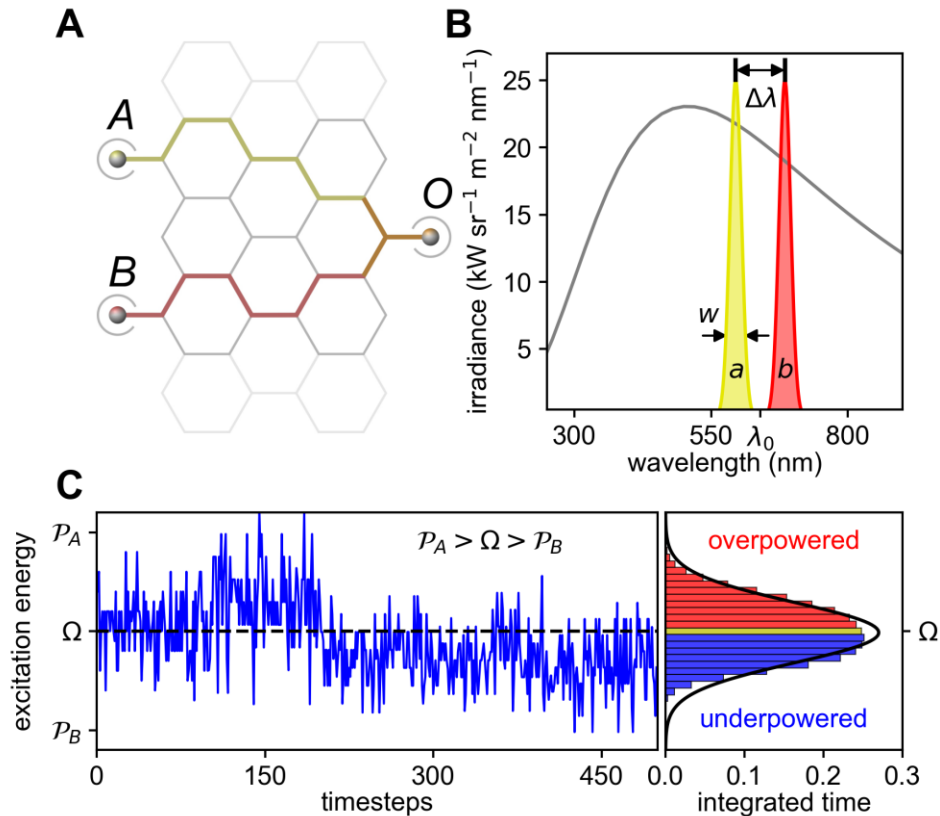 A
A
B
O
B
irradiance (kW sr⁻¹ m⁻² nm⁻¹)
25
20
15
10
5
Δλ
w
a
b
300
550
λ₀
800
wavelength (nm)
C
excitation energy
𝒫_A
Ω
𝒫_B
𝒫_A > Ω > 𝒫_B
0
150
300
450
timesteps
overpowered
underpowered
Ω
0.0
0.1
0.2
0.3
integrated time